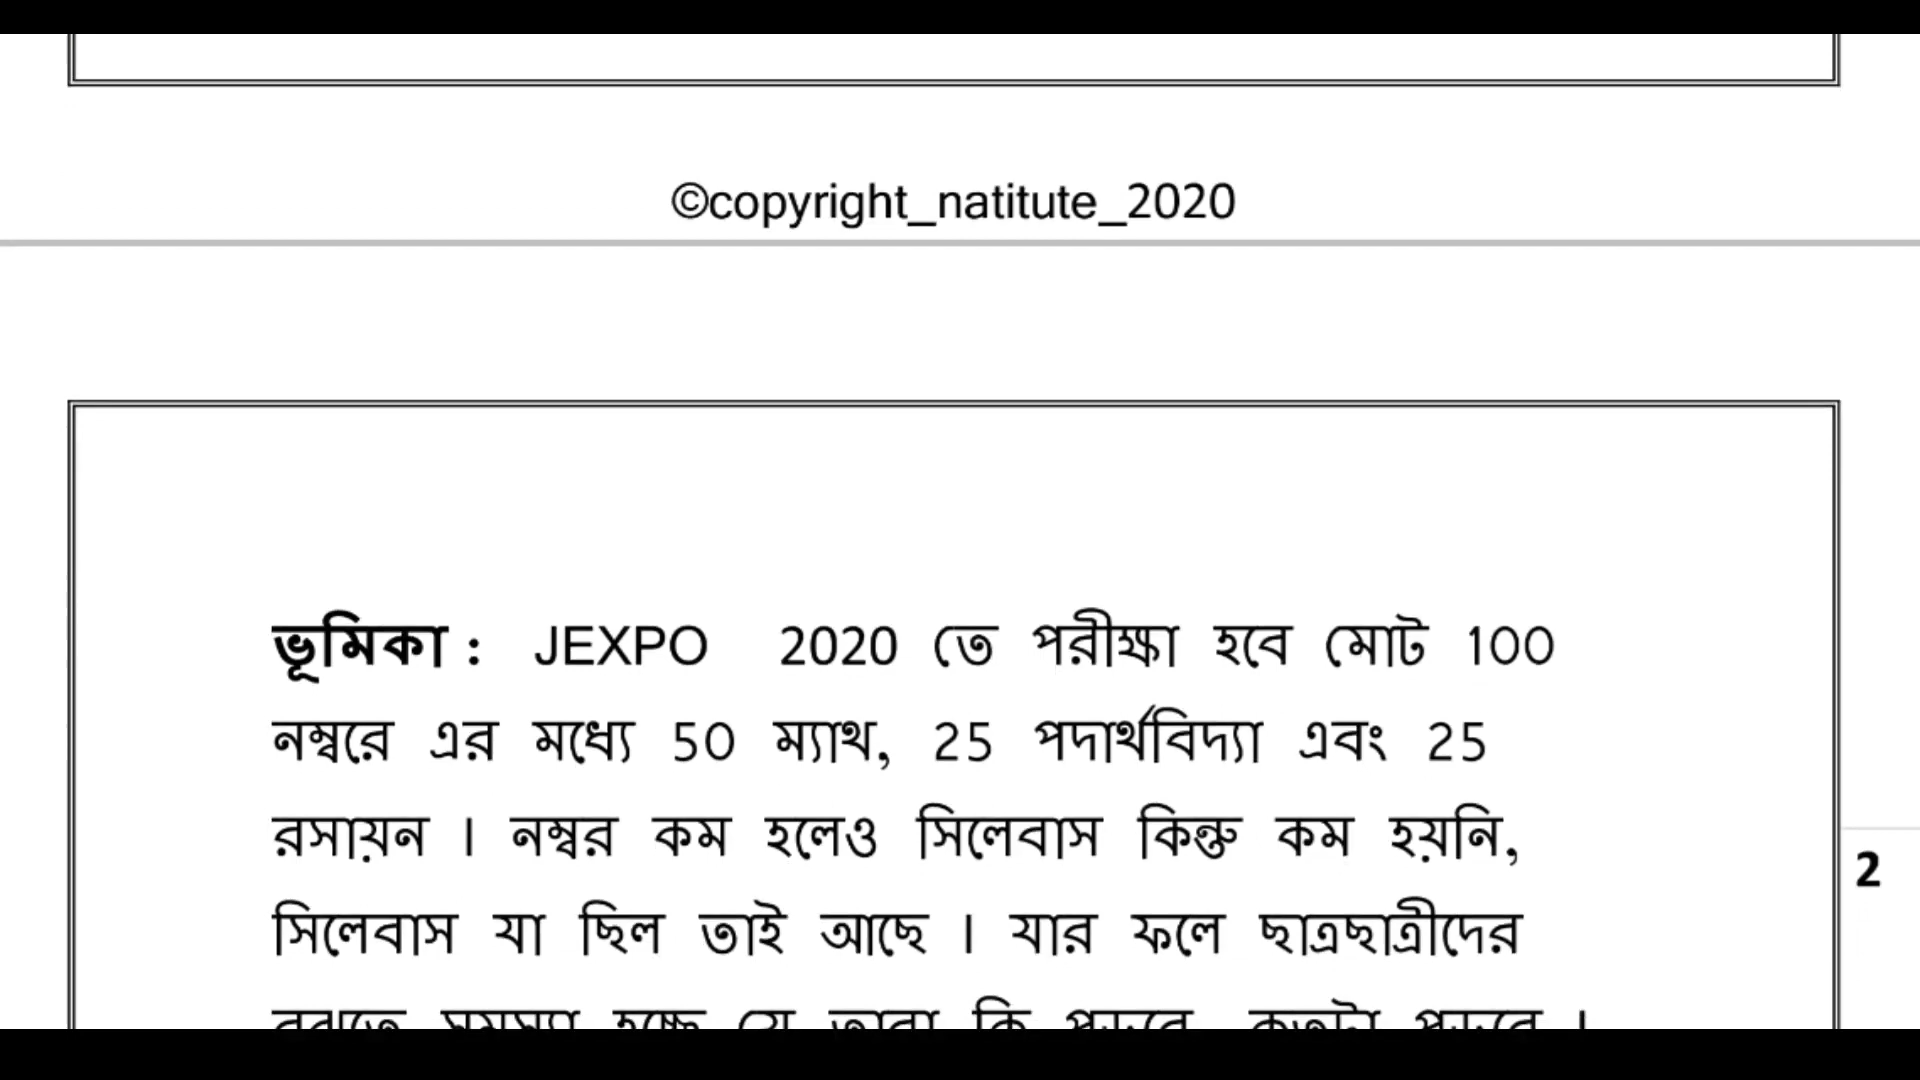 ©copyright_natitute_2020
ভূমিকা : JEXPO 2020 তে পরীক্ষা হবে মোট 100
নম্বরে এর মধ্যে 50 ম্যাথ, 25 পদার্থবিদ্যা এবং 25
রসায়ন । নম্বর কম হলেও সিলেবাস কিন্তু কম হয়নি,
2
সিলেবাস যা ছিল তাই আছে । যার ফলে ছাত্রছাত্রীদের